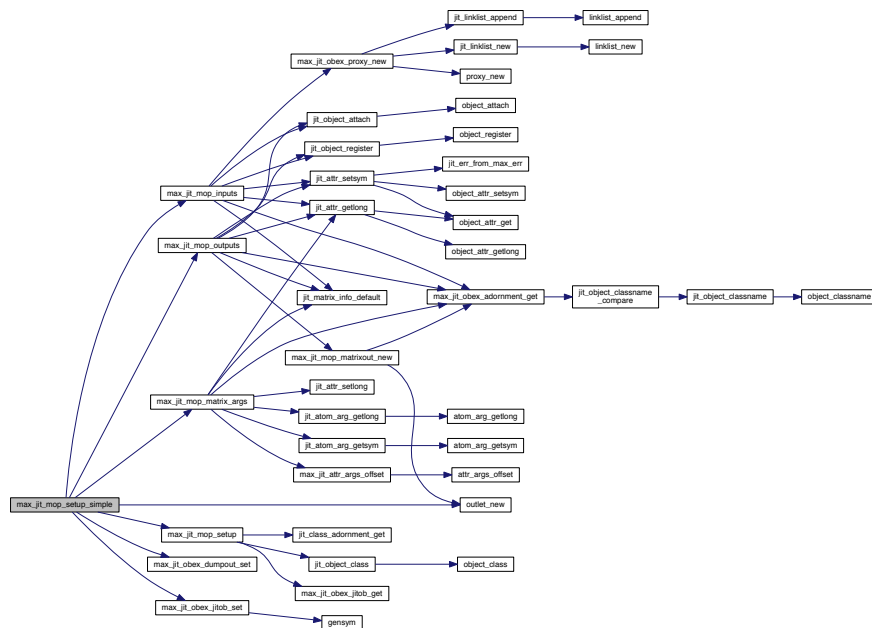 jit_linklist_append
linklist_append
jit_linklist_new
linklist_new
max_jit_obex_proxy_new
proxy_new
object_attach
jit_object_attach
object_register
jit_object_register
jit_err_from_max_err
jit_attr_setsym
max_jit_mop_inputs
object_attr_setsym
jit_attr_getlong
object_attr_get
max_jit_mop_outputs
object_attr_getlong
jit_matrix_info_default
max_jit_obex_adornment_get
jit_object_classname
_compare
jit_object_classname
object_classname
max_jit_mop_matrixout_new
jit_attr_setlong
max_jit_mop_matrix_args
jit_atom_arg_getlong
atom_arg_getlong
jit_atom_arg_getsym
atom_arg_getsym
max_jit_attr_args_offset
attr_args_offset
max_jit_mop_setup_simple
outlet_new
max_jit_mop_setup
jit_class_adornment_get
max_jit_obex_dumpout_set
jit_object_class
object_class
max_jit_obex_jitob_get
max_jit_obex_jitob_set
gensym